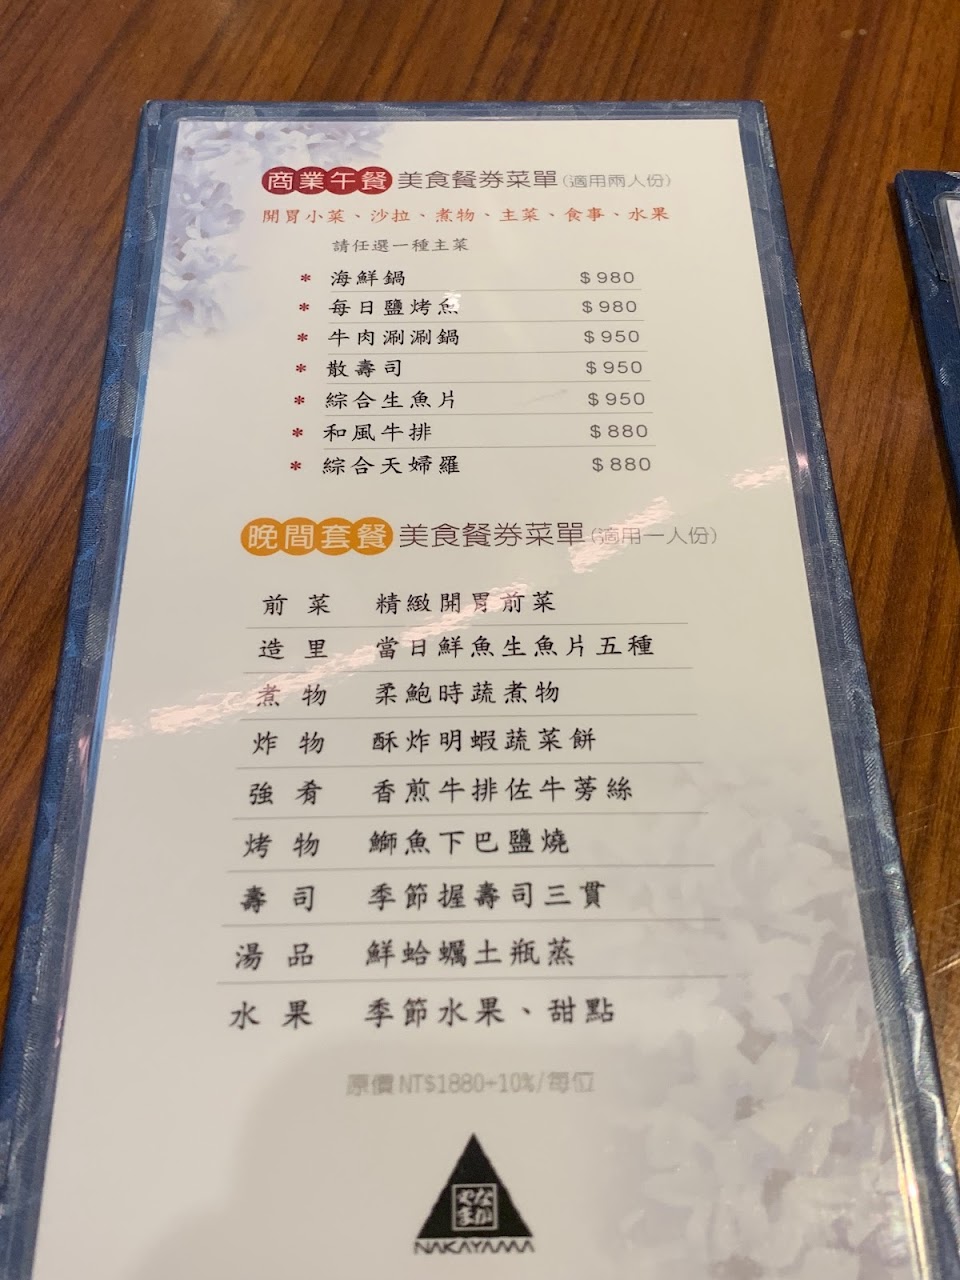 商業午餐 美食餐券菜單(適用兩人份)
開胃小菜、沙拉、煮物、主菜、食事、水果
請任選一種主菜
* 海鮮鍋 $980
* 每日鹽烤魚 $980
* 牛肉涮涮鍋 $950
* 散壽司 $950
* 綜合生魚片 $950
* 和風牛排 $880
* 綜合天婦羅 $880
晚間套餐 美食餐券菜單(適用一人份)
前菜 精緻開胃前菜
造里 當日鮮魚生魚片五種
煮物 柔鮑時蔬煮物
炸物 酥炸明蝦蔬菜餅
強肴 香煎牛排佐牛蒡絲
烤物 鰤魚下巴鹽燒
壽司 季節握壽司三貫
湯品 鮮蛤蠣土瓶蒸
水果 季節水果、甜點
原價NT$1880+10%/每位
なかやま
NAKAYAMA